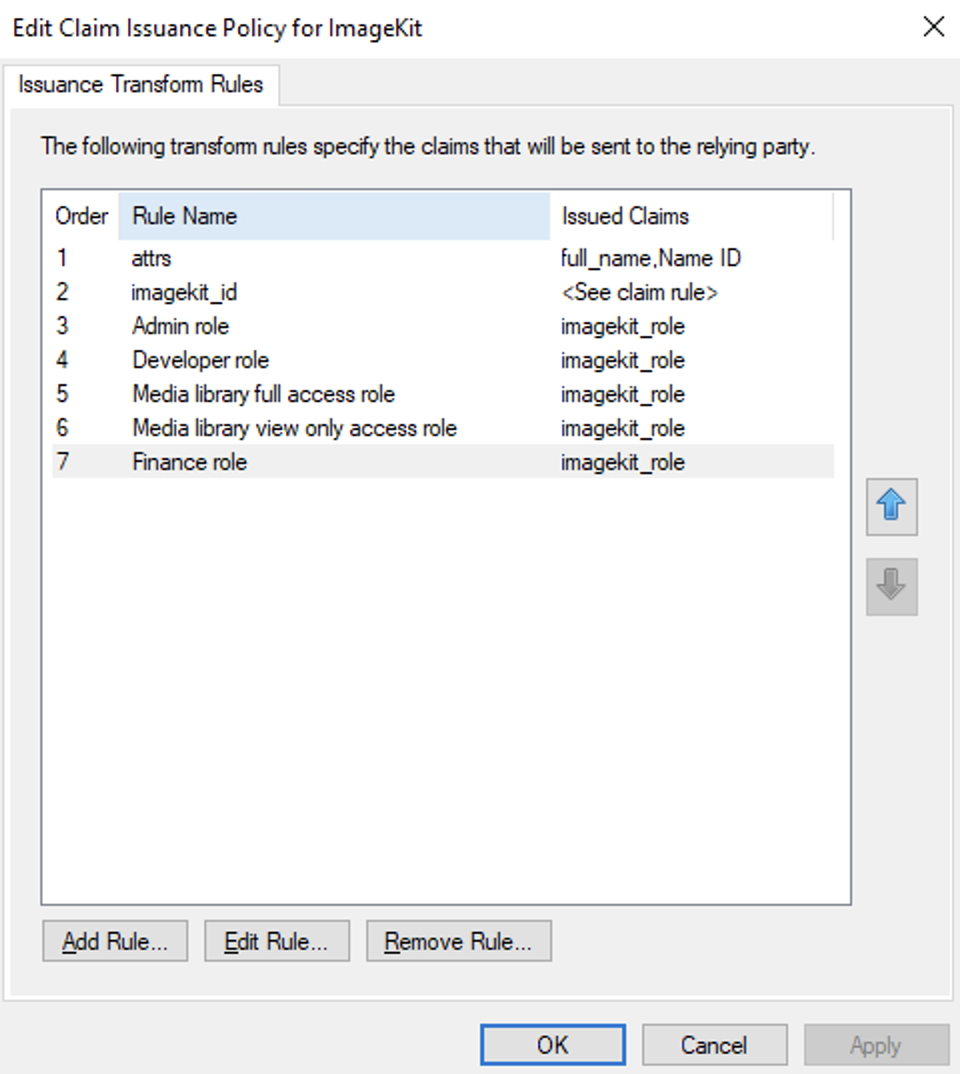 Edit Claim Issuance Policy for ImageKit
Issuance Transform Rules
The following transform rules specify the claims that will be sent to the relying party.
Order Rule Name Issued Claims
1 attrs full_name,Name ID
2 imagekit_id <See claim rule>
3 Admin role imagekit_role
4 Developer role imagekit_role
5 Media library full access role imagekit_role
6 Media library view only access role imagekit_role
7 Finance role imagekit_role
Add Rule... Edit Rule... Remove Rule...
OK Cancel Apply